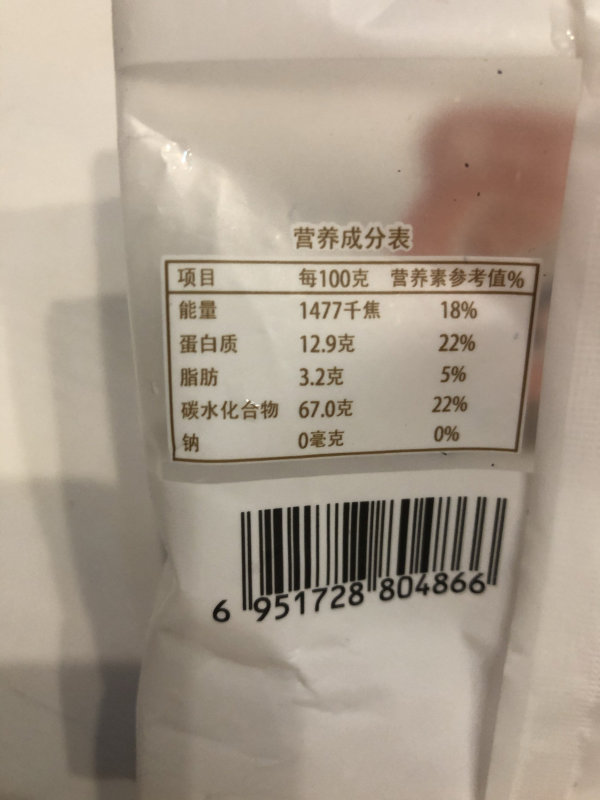 营养成分表
项目 每100克 营养素参考值%
能量 1477千焦 18%
蛋白质 12.9克 22%
脂肪 3.2克 5%
碳水化合物 67.0克 22%
钠 0毫克 0%
6 951728 804866